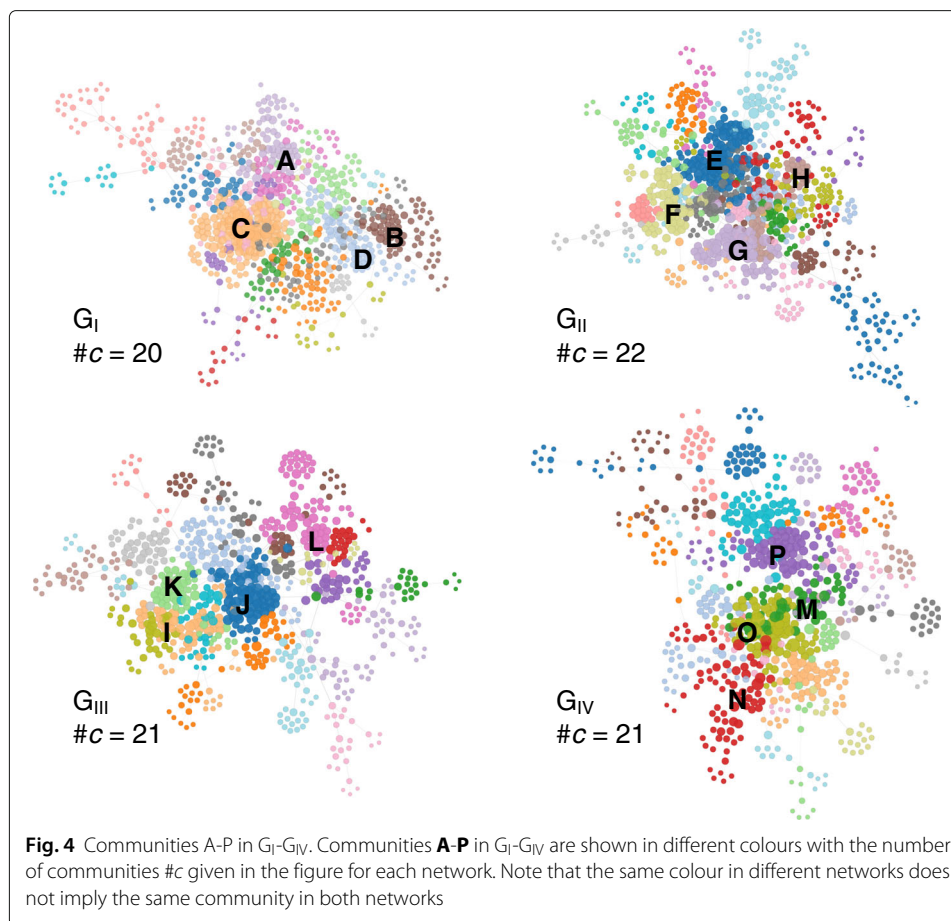 A
C
B
D
G_I
#c = 20
E
H
F
G
G_II
#c = 22
L
K
J
I
G_III
#c = 21
P
M
O
N
G_IV
#c = 21
Fig. 4 Communities A-P in G_I-G_IV. Communities A-P in G_I-G_IV are shown in different colours with the number
of communities #c given in the figure for each network. Note that the same colour in different networks does
not imply the same community in both networks